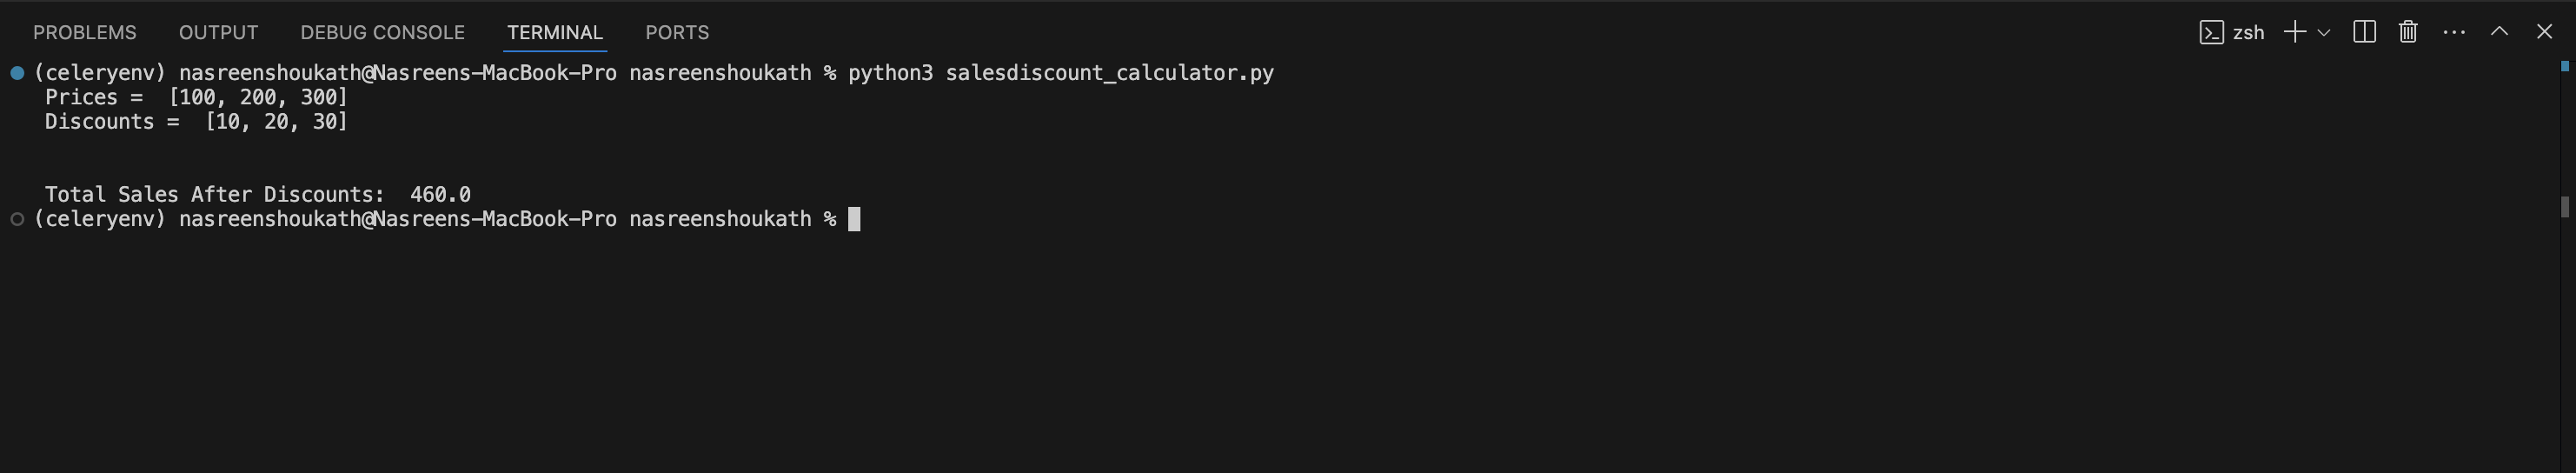 PROBLEMS OUTPUT DEBUG CONSOLE TERMINAL PORTS zsh
(celeryenv) nasreenshoukath@Nasreens-MacBook-Pro nasreenshoukath % python3 salesdiscount_calculator.py
Prices =  [100, 200, 300]
Discounts =  [10, 20, 30]
Total Sales After Discounts:  460.0
(celeryenv) nasreenshoukath@Nasreens-MacBook-Pro nasreenshoukath %